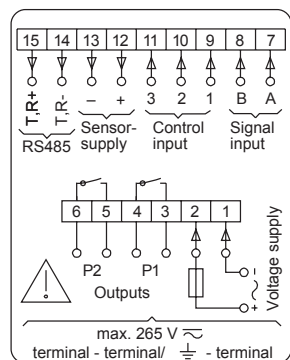 15 14 13 12 11 10 9 8 7
T,R+ T,R- – + 3 2 1 B A
RS485 Sensor-supply Control input Signal input
6 5 4 3 2 1
P2 P1
Outputs
- +
Voltage supply
max. 265 V
terminal - terminal/ - terminal